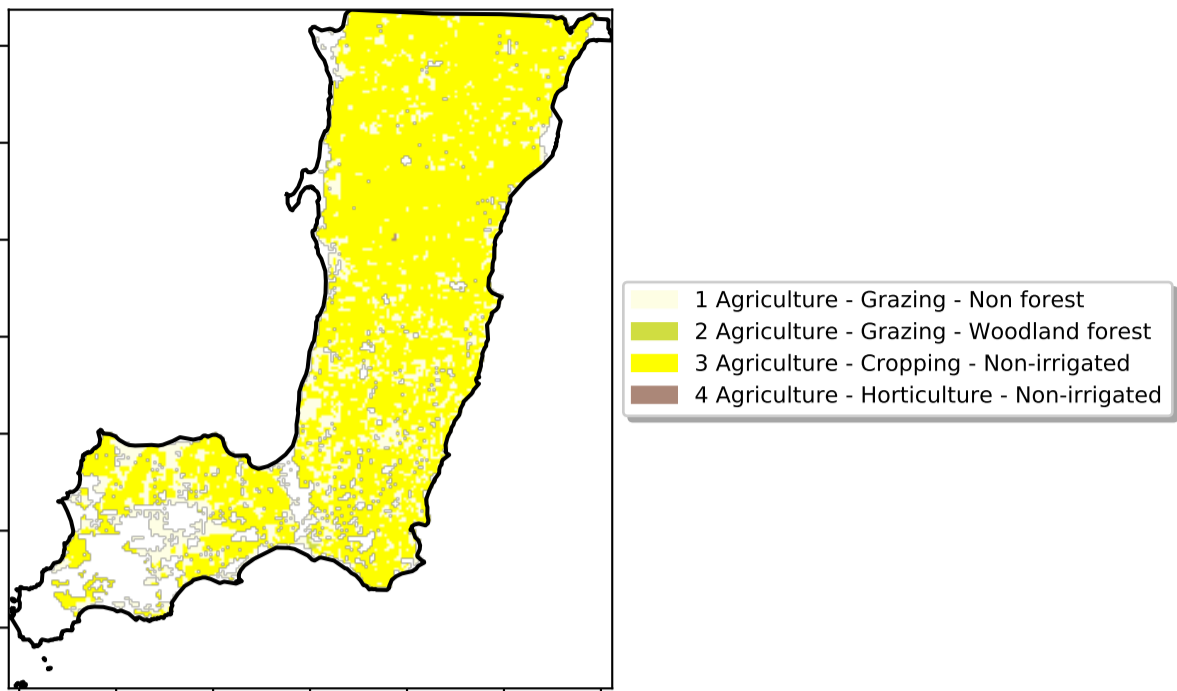 1 Agriculture - Grazing - Non forest
2 Agriculture - Grazing - Woodland forest
3 Agriculture - Cropping - Non-irrigated
4 Agriculture - Horticulture - Non-irrigated